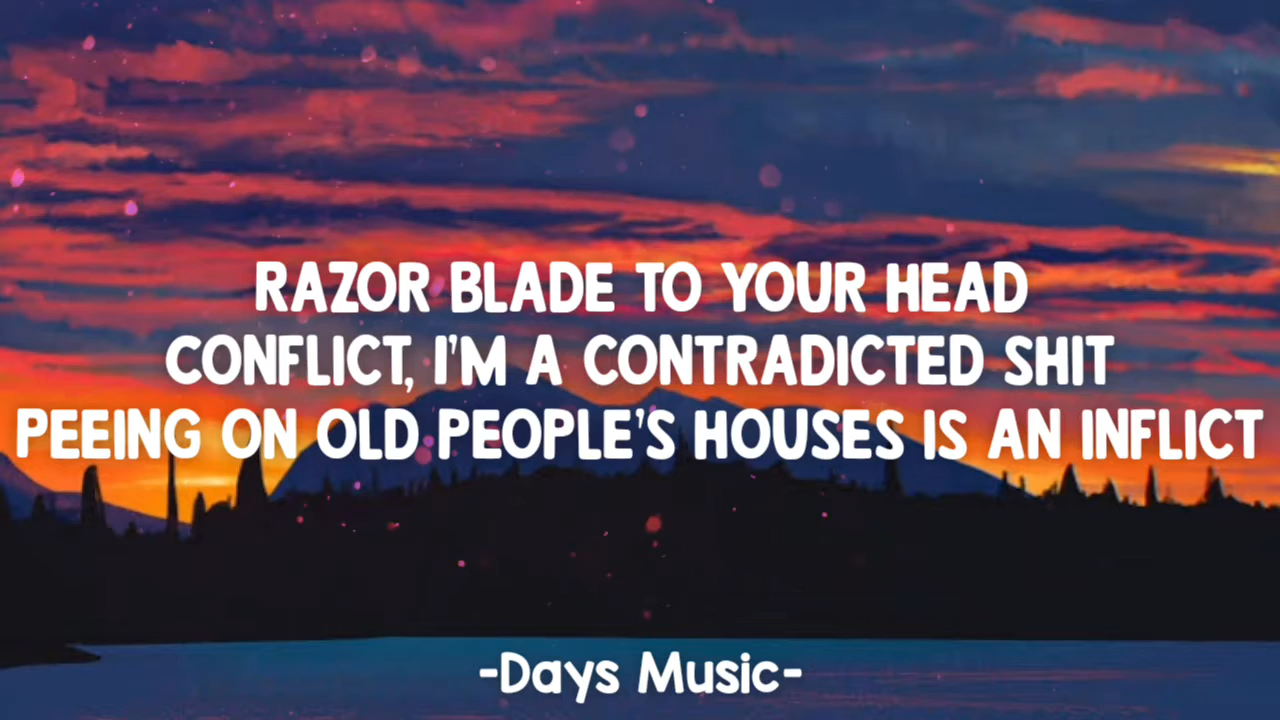 RAZOR BLADE TO YOUR HEAD
CONFLICT, I'M A CONTRADICTED SHIT
PEEING ON OLD PEOPLE'S HOUSES IS AN INFLICT
-Days Music-